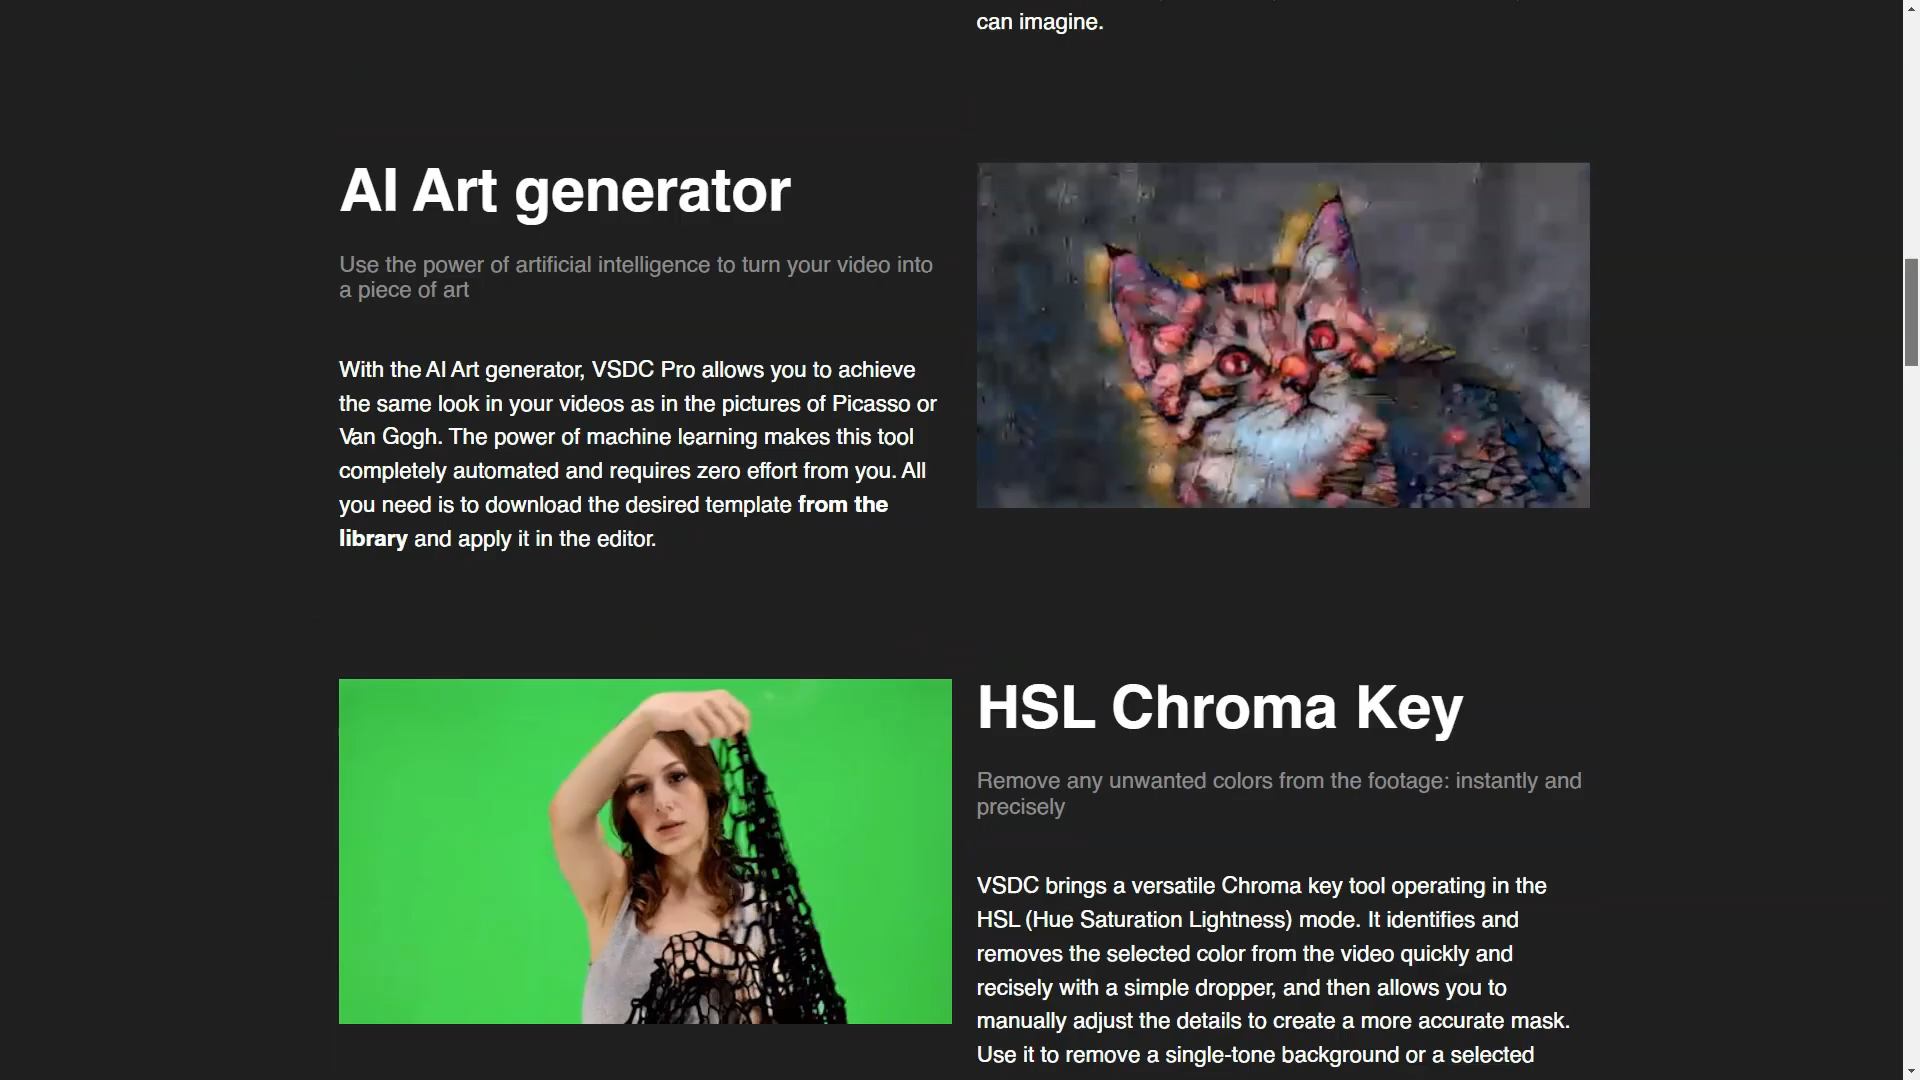 can imagine.
AI Art generator
Use the power of artificial intelligence to turn your video into
a piece of art
With the AI Art generator, VSDC Pro allows you to achieve
the same look in your videos as in the pictures of Picasso or
Van Gogh. The power of machine learning makes this tool
completely automated and requires zero effort from you. All
you need is to download the desired template from the
library and apply it in the editor.
HSL Chroma Key
Remove any unwanted colors from the footage: instantly and
precisely
VSDC brings a versatile Chroma key tool operating in the
HSL (Hue Saturation Lightness) mode. It identifies and
removes the selected color from the video quickly and
recisely with a simple dropper, and then allows you to
manually adjust the details to create a more accurate mask.
Use it to remove a single-tone background or a selected